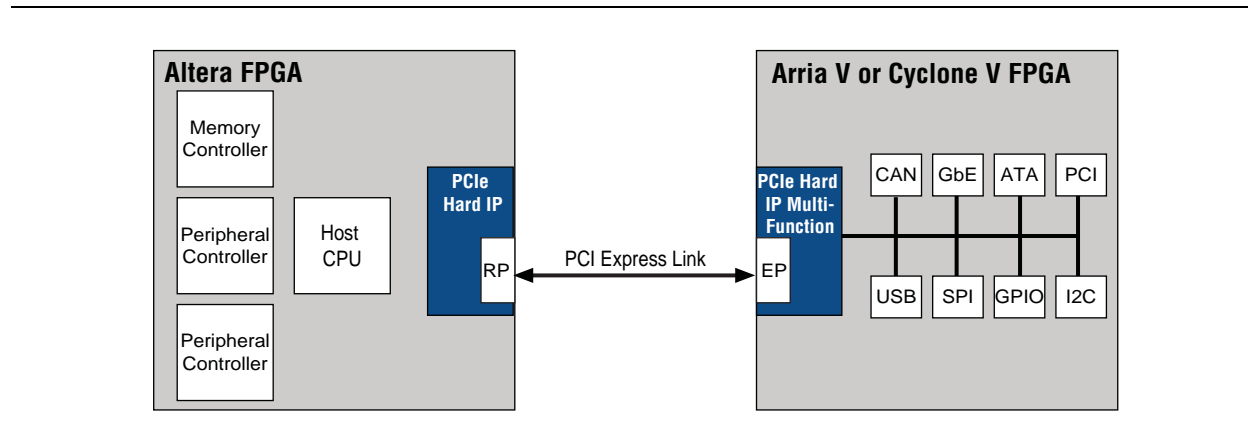 Altera FPGA
Memory
Controller
Peripheral
Controller
Host
CPU
Peripheral
Controller
PCIe
Hard IP
RP
PCI Express Link
Arria V or Cyclone V FPGA
PCIe Hard
IP Multi-
Function
EP
CAN
GbE
ATA
PCI
USB
SPI
GPIO
I2C